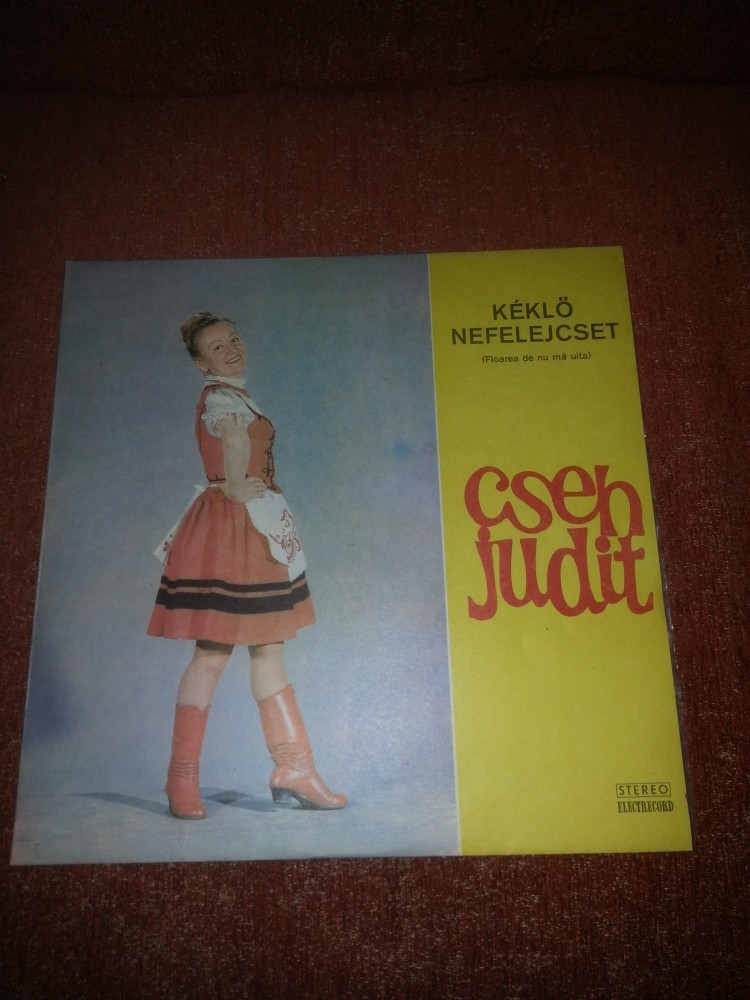 KÉKLŐ
NEFELEJCSET
(Floarea de nu mă uita)
cseh
judit
STEREO
ELECTRECORD